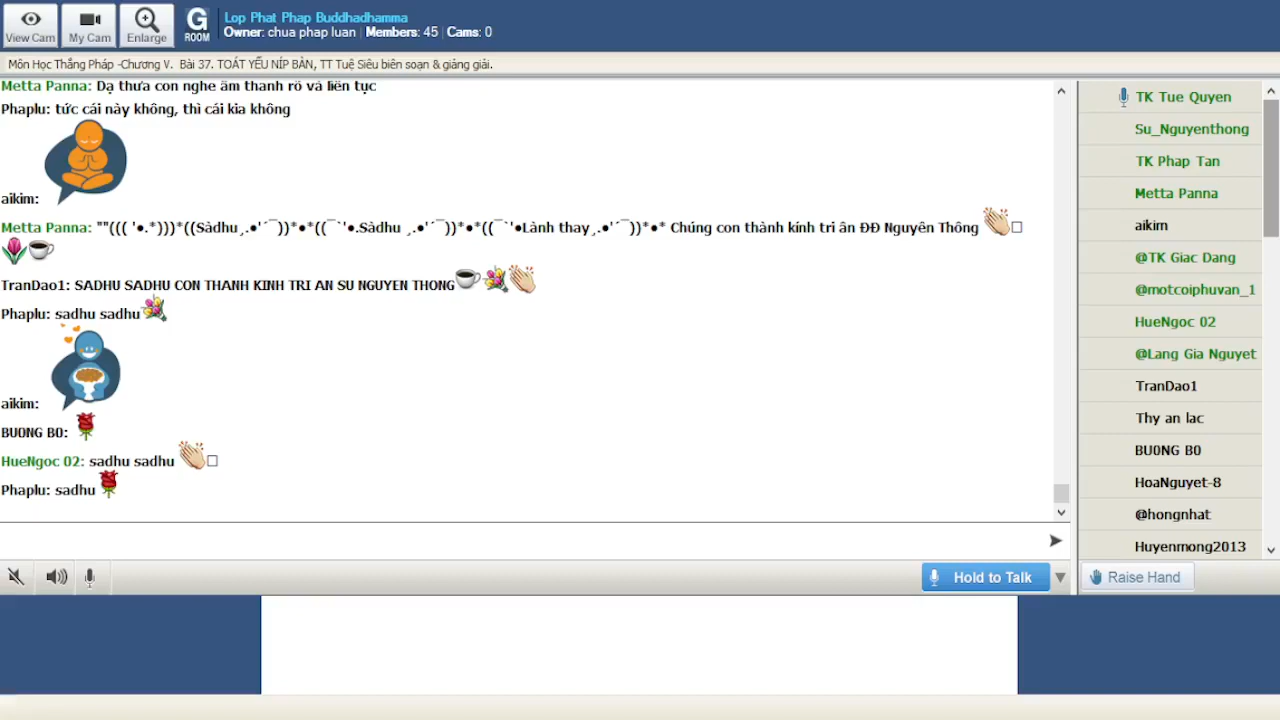 View Cam
My Cam
Enlarge
G
ROOM
Lop Phat Phap Buddhadhamma
Owner: chua phap luan | Members: 45 | Cams: 0
Môn Học Thắng Pháp -Chương V.  Bài 37. TOÁT YẾU NÍP BÀN, TT Tuệ Siêu biên soạn & giảng giải.
Metta Panna: Dạ thưa con nghe âm thanh rõ và liên tục
Phaplu: tức cái này không, thì cái kia không
aikim:
Metta Panna: ""((( '●.*)))*((Sàdhu¸.●'´¯))*●*((¯`'●.Sàdhu ¸.●'´¯))*●*((¯`'●Lành thay¸.●'´¯))*●* Chúng con thành kính tri ân ĐĐ Nguyên Thông 👏□
🌷☕
TranDao1: SADHU SADHU CON THANH KINH TRI AN SU NGUYEN THONG☕💐👏
Phaplu: sadhu sadhu💐
aikim:
BU0NG B0: 🌹
HueNgoc 02: sadhu sadhu 👏□
Phaplu: sadhu🌹
Hold to Talk
TK Tue Quyen
Su_Nguyenthong
TK Phap Tan
Metta Panna
aikim
@TK Giac Dang
@motcoiphuvan_1
HueNgoc 02
@Lang Gia Nguyet
TranDao1
Thy an lac
BU0NG B0
HoaNguyet-8
@hongnhat
Huyenmong2013
Raise Hand